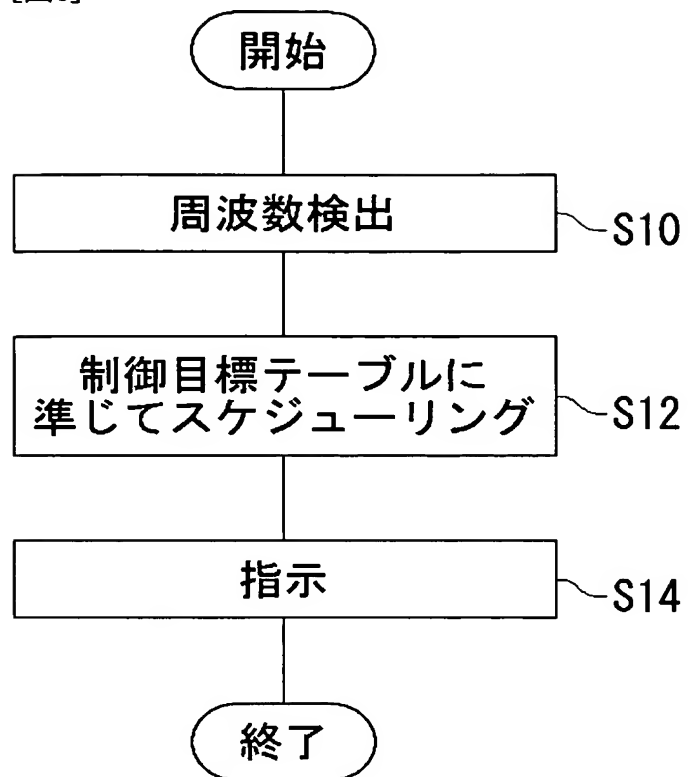 開始
周波数検出
S10
制御目標テーブルに
準じてスケジューリング
S12
指示
S14
終了